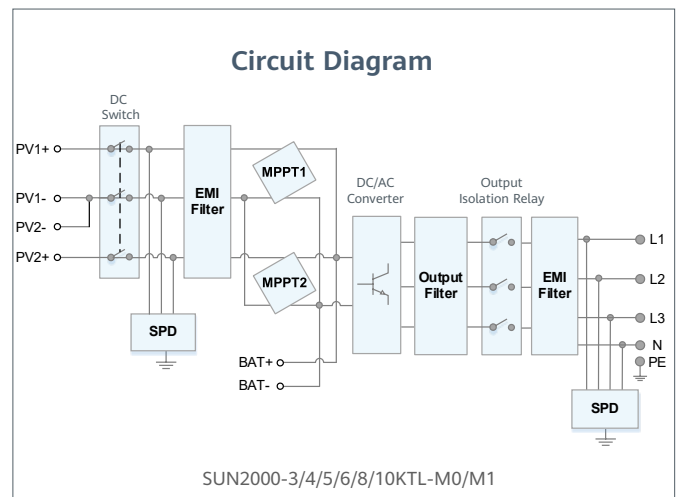 Circuit Diagram
DC
Switch
PV1+
PV1-
PV2-
PV2+
EMI
Filter
SPD
MPPT1
MPPT2
BAT+
BAT-
DC/AC
Converter
Output
Filter
Output
Isolation Relay
EMI
Filter
L1
L2
L3
N
PE
SPD
SUN2000-3/4/5/6/8/10KTL-M0/M1